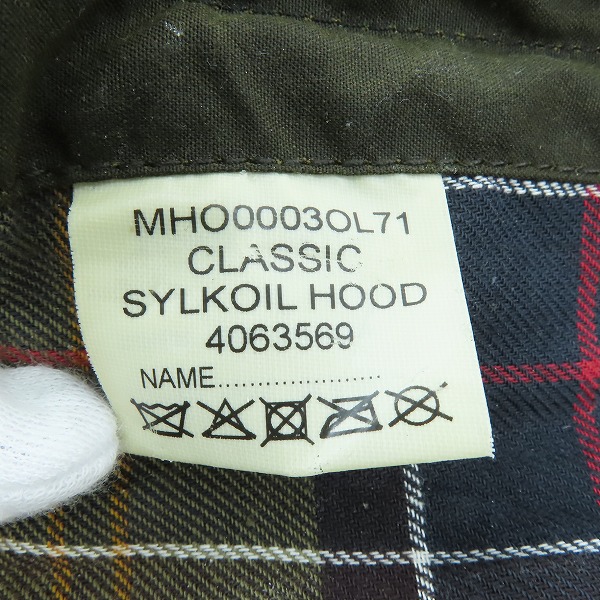 MHO0003OL71
CLASSIC
SYLKOIL HOOD
4063569
NAME.....................